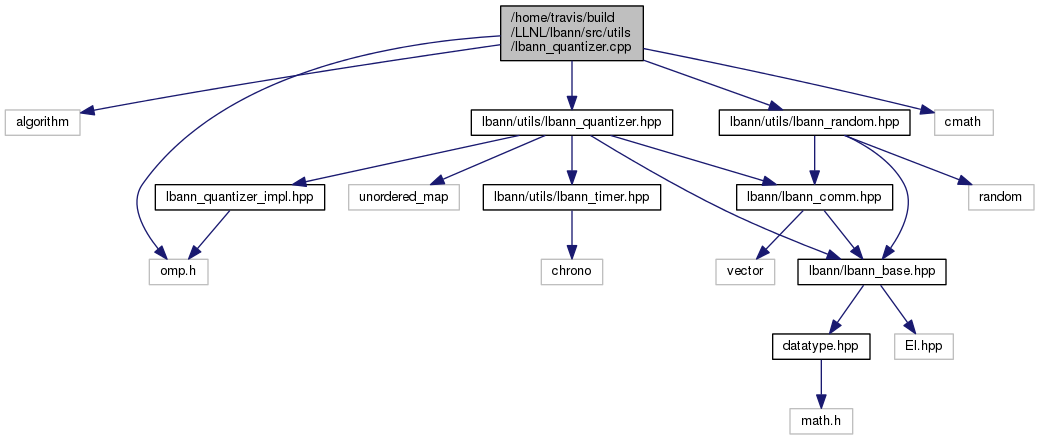 /home/travis/build
/LLNL/lbann/src/utils
/lbann_quantizer.cpp
algorithm
lbann/utils/lbann_quantizer.hpp
lbann/utils/lbann_random.hpp
cmath
lbann_quantizer_impl.hpp
unordered_map
lbann/utils/lbann_timer.hpp
lbann/lbann_comm.hpp
random
omp.h
chrono
vector
lbann/lbann_base.hpp
datatype.hpp
El.hpp
math.h